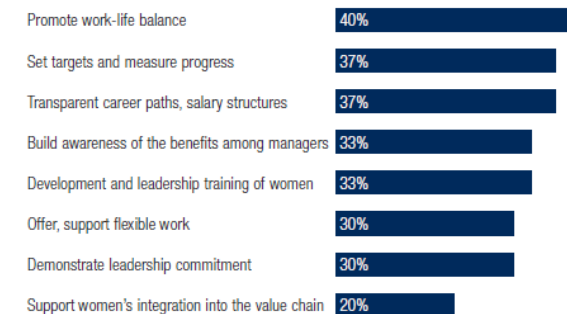 Promote work-life balance 40%
Set targets and measure progress 37%
Transparent career paths, salary structures 37%
Build awareness of the benefits among managers 33%
Development and leadership training of women 33%
Offer, support flexible work 30%
Demonstrate leadership commitment 30%
Support women's integration into the value chain 20%